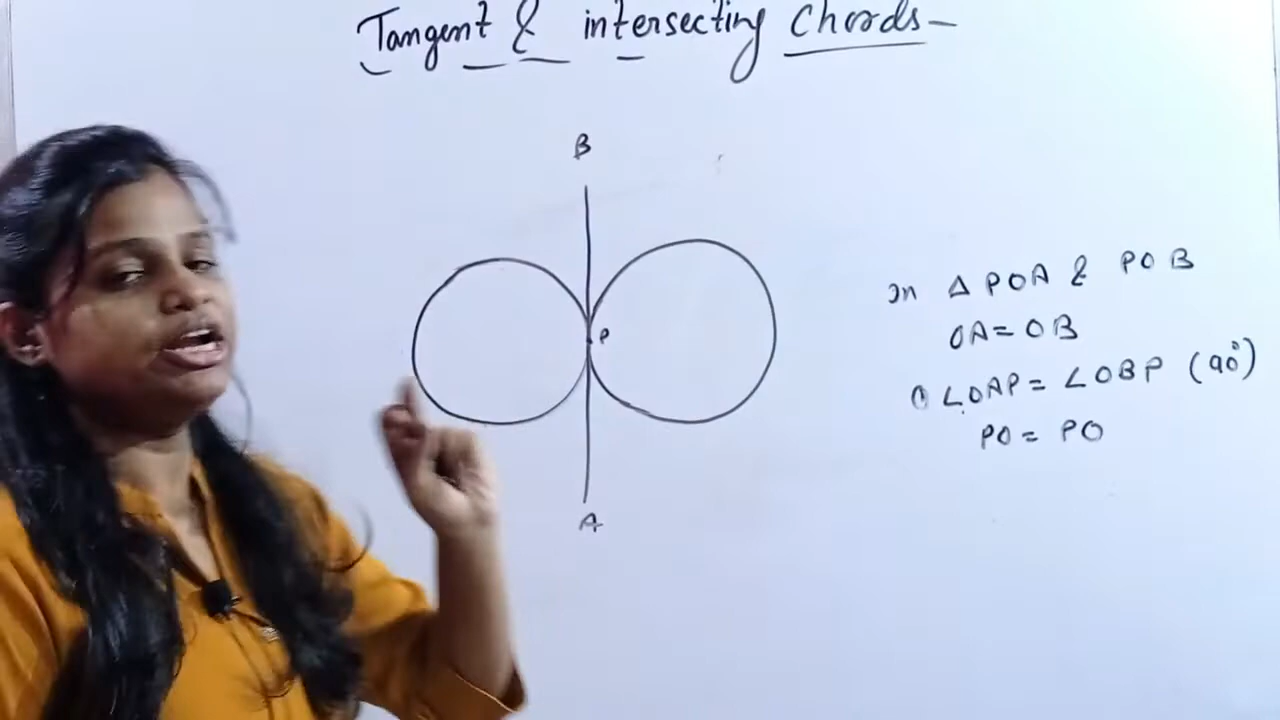 Tangent & intersecting Chords-
B
P
A
In Δ POA & POB
OA = OB
∠OAP = ∠OBP (90°)
PO = PO